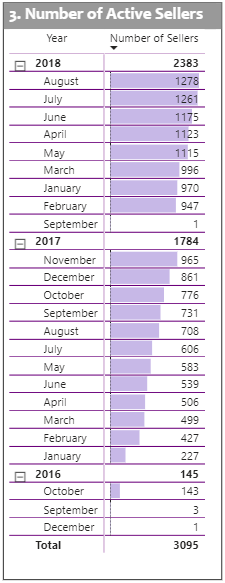 3. Number of Active Sellers
Year Number of Sellers
2018 2383
August 1278
July 1261
June 1175
April 1123
May 1115
March 996
January 970
February 947
September 1
2017 1784
November 965
December 861
October 776
September 731
August 708
July 606
May 583
June 539
April 506
March 499
February 427
January 227
2016 145
October 143
September 3
December 1
Total 3095